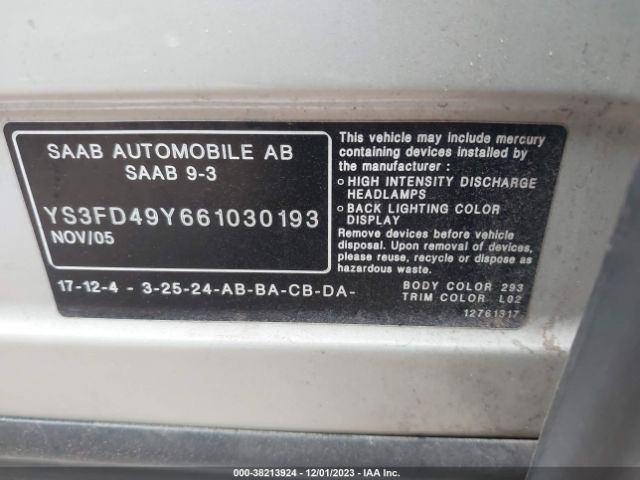 SAAB AUTOMOBILE AB
SAAB 9-3
YS3FD49Y661030193
NOV/05
17-12-4 - 3-25-24-AB-BA-CB-DA-
This vehicle may include mercury
containing devices installed by
the manufacturer :
o HIGH INTENSITY DISCHARGE
HEADLAMPS
o BACK LIGHTING COLOR
DISPLAY
Remove devices before vehicle
disposal. Upon removal of devices,
please reuse, recycle or dispose as
hazardous waste.
BODY COLOR 293
TRIM COLOR L02
12761317
000-38213924 - 12/01/2023 - IAA Inc.